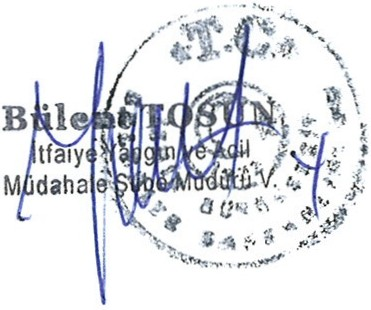 T.C.
Bülent TOSUN
İtfaiye Yangın ve Acil
Müdahale Şube Müdürü V.